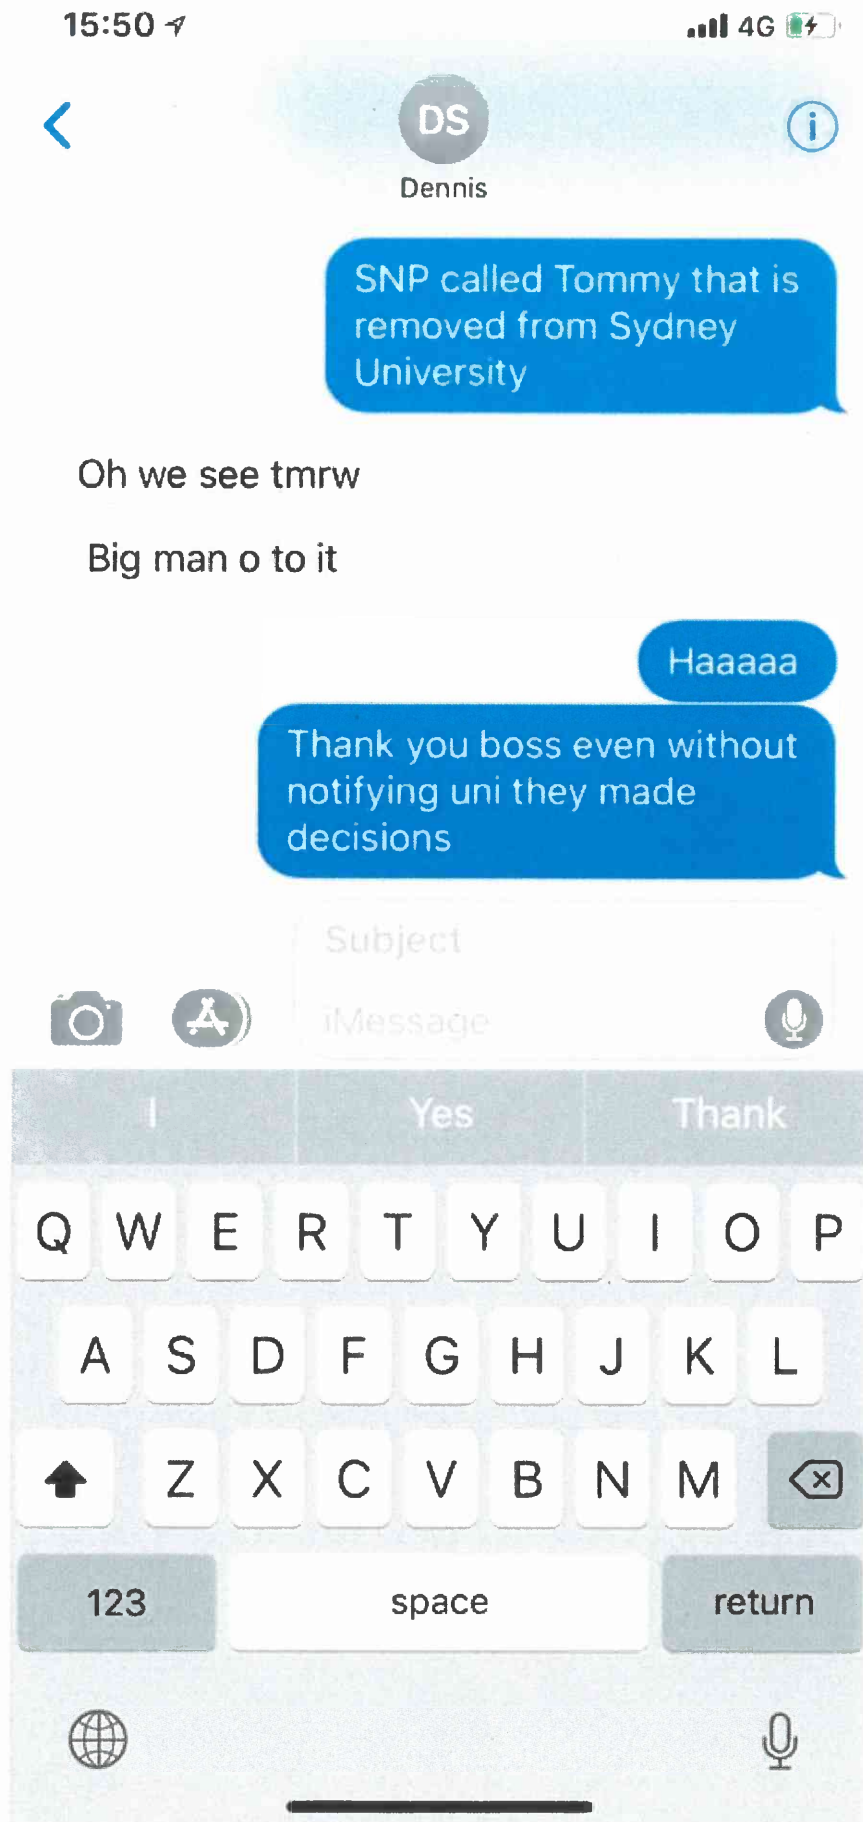 15:50
4G
DS
Dennis
SNP called Tommy that is
removed from Sydney
University
Oh we see tmrw
Big man o to it
Haaaaa
Thank you boss even without
notifying uni they made
decisions
Subject
iMessage
I Yes Thank
Q W E R T Y U I O P
A S D F G H J K L
Z X C V B N M
123 space return